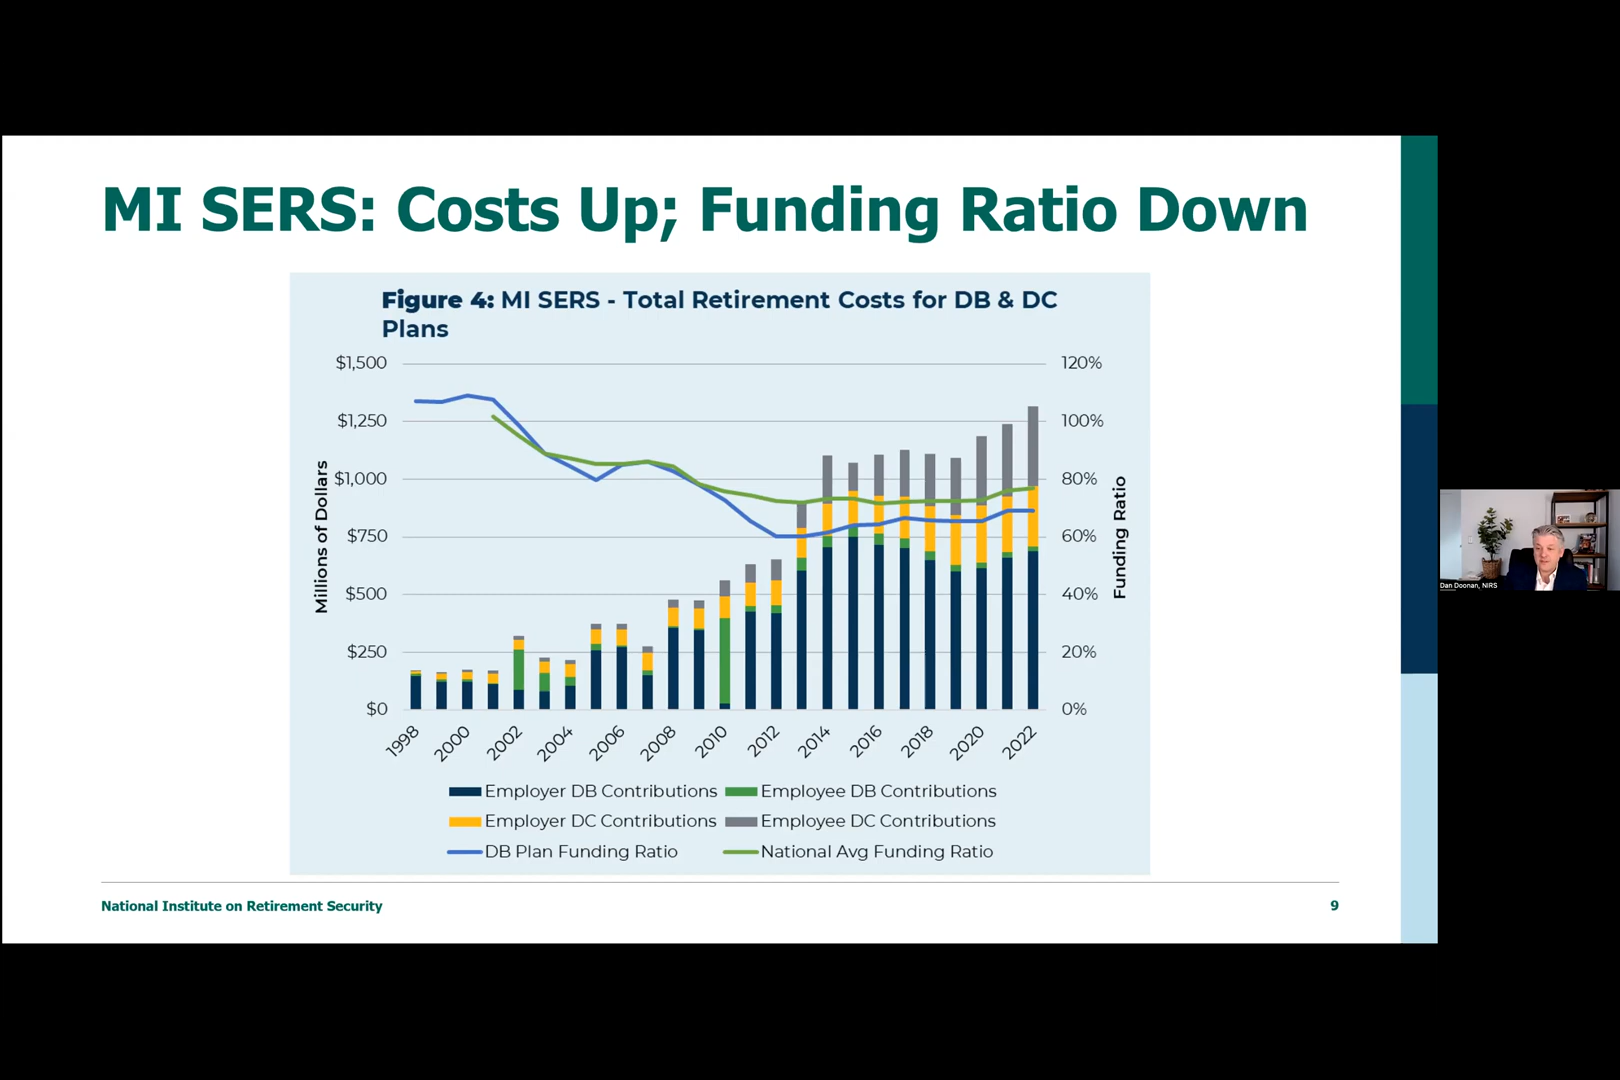 MI SERS: Costs Up; Funding Ratio Down
Figure 4: MI SERS - Total Retirement Costs for DB & DC
Plans
$1,500
$1,250
$1,000
$750
$500
$250
$0
Millions of Dollars
120%
100%
80%
60%
40%
20%
0%
Funding Ratio
1998
2000
2002
2004
2006
2008
2010
2012
2014
2016
2018
2020
2022
Employer DB Contributions
Employee DB Contributions
Employer DC Contributions
Employee DC Contributions
DB Plan Funding Ratio
National Avg Funding Ratio
National Institute on Retirement Security
9
Dan Doonan, NIRS